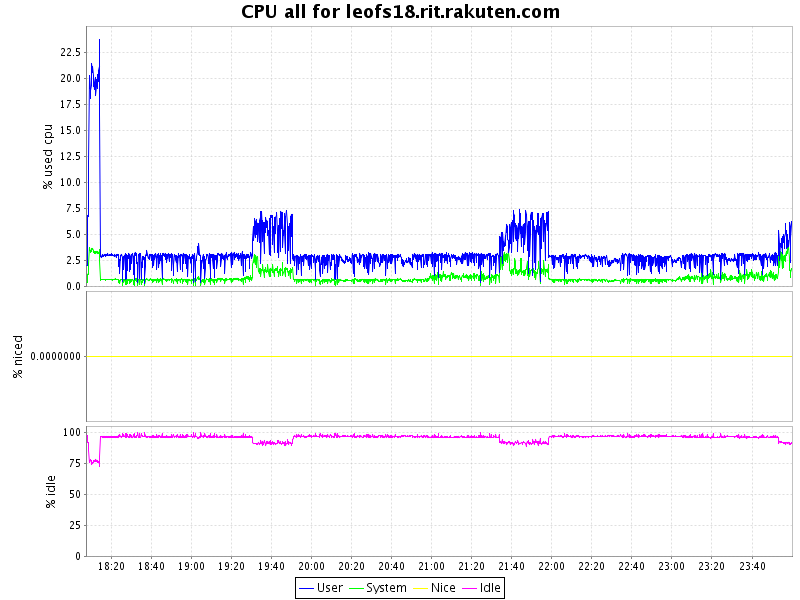 CPU all for leofs18.rit.rakuten.com
% used cpu
22.5
20.0
17.5
15.0
12.5
10.0
7.5
5.0
2.5
0.0
% niced
0.0000000
% idle
100
75
50
25
0
18:20 18:40 19:00 19:20 19:40 20:00 20:20 20:40 21:00 21:20 21:40 22:00 22:20 22:40 23:00 23:20 23:40
User System Nice Idle